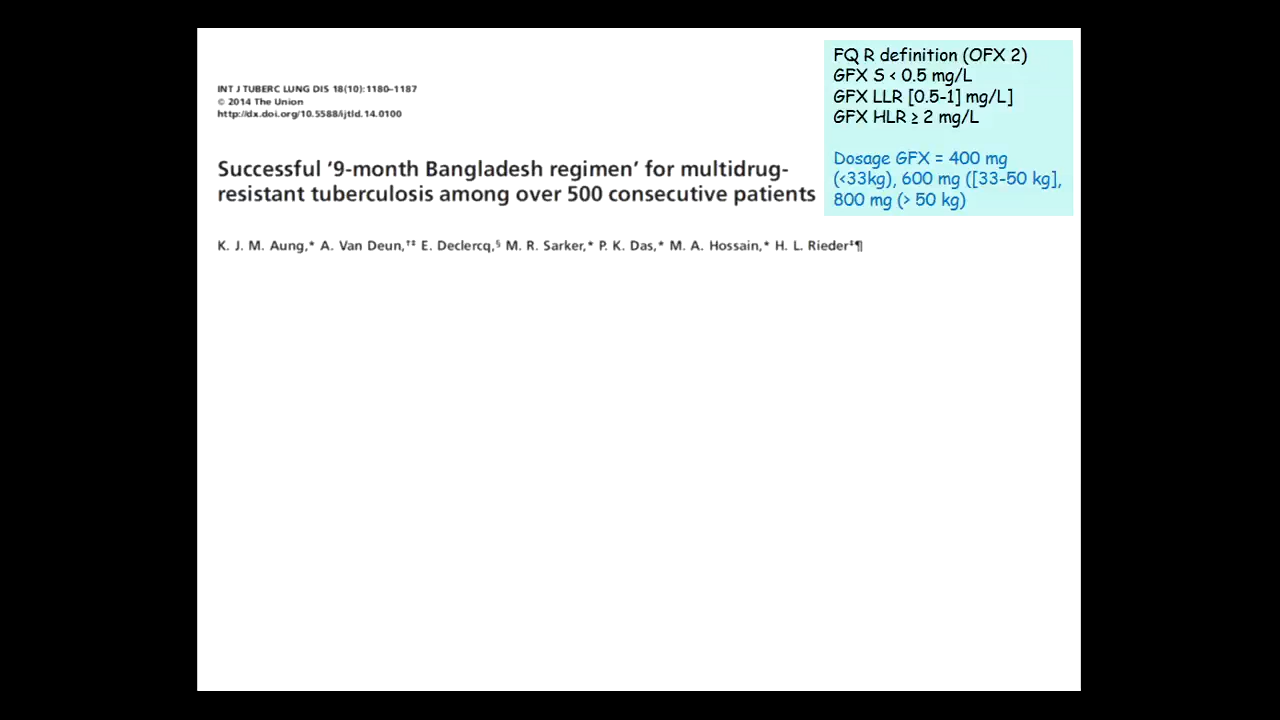 INT J TUBERC LUNG DIS 18(10):1180–1187
© 2014 The Union
http://dx.doi.org/10.5588/ijtld.14.0100
Successful ‘9-month Bangladesh regimen’ for multidrug-
resistant tuberculosis among over 500 consecutive patients
K. J. M. Aung,* A. Van Deun,†‡ E. Declercq,§ M. R. Sarker,* P. K. Das,* M. A. Hossain,* H. L. Rieder‡¶
FQ R definition (OFX 2)
GFX S < 0.5 mg/L
GFX LLR [0.5-1] mg/L]
GFX HLR ≥ 2 mg/L
Dosage GFX = 400 mg
(<33kg), 600 mg ([33-50 kg],
800 mg (> 50 kg)